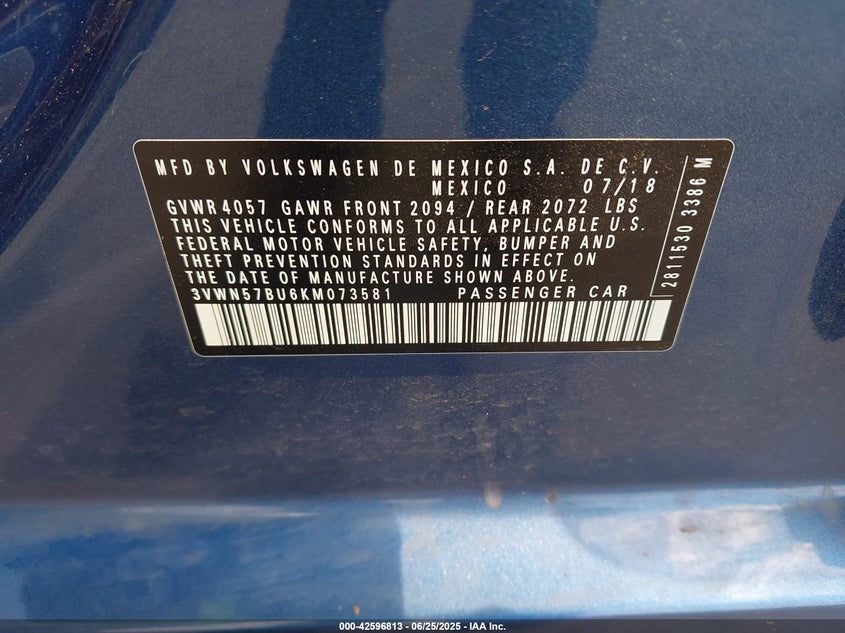 MFD BY VOLKSWAGEN DE MEXICO S.A. DE C.V.
MEXICO 07/18
GVWR 4057 GAWR FRONT 2094 / REAR 2072 LBS
THIS VEHICLE CONFORMS TO ALL APPLICABLE U.S.
FEDERAL MOTOR VEHICLE SAFETY, BUMPER AND
THEFT PREVENTION STANDARDS IN EFFECT ON
THE DATE OF MANUFACTURE SHOWN ABOVE.
3VWN57BU6KM073581 PASSENGER CAR
2811530 3386 M
000-42596813 - 06/25/2025 - IAA Inc.